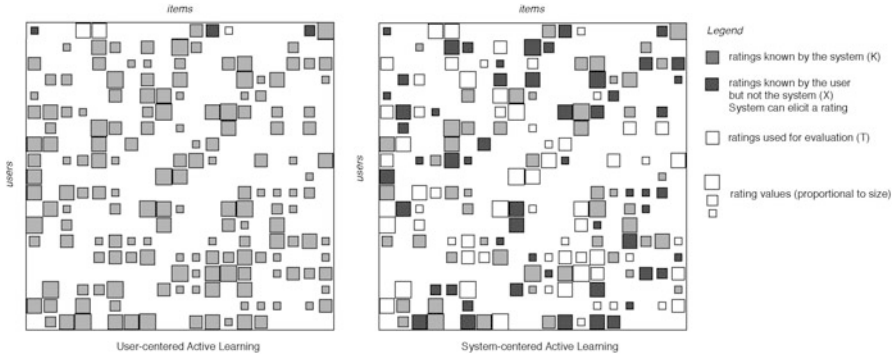 items
items
users
users
User-centered Active Learning
System-centered Active Learning
Legend
ratings known by the system (K)
ratings known by the user
but not the system (X)
System can elicit a rating
ratings used for evaluation (T)
rating values (proportional to size)